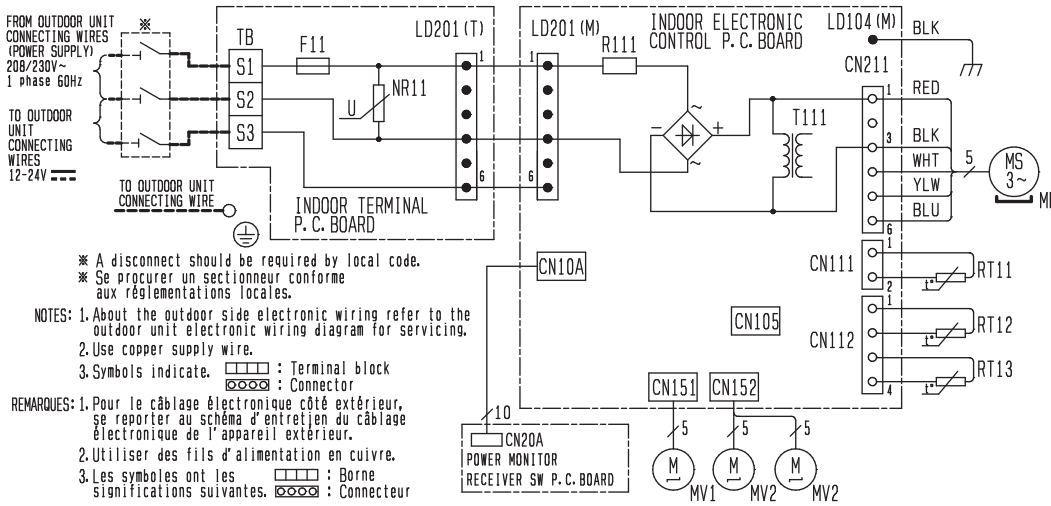 FROM OUTDOOR UNIT
CONNECTING WIRES
(POWER SUPPLY)
208/230V~
1 phase 60Hz
※
TO OUTDOOR
UNIT
CONNECTING
WIRES
12-24V
TO OUTDOOR UNIT
CONNECTING WIRE
TB
S1
S2
S3
F11
U
NR11
LD201(T)
1
6
INDOOR TERMINAL
P.C.BOARD
LD201(M)
1
6
R111
INDOOR ELECTRONIC
CONTROL P.C.BOARD
~
-
+
~
T111
LD104(M)
BLK
CN211
1
3
6
RED
BLK
WHT
YLW
BLU
5
MS
3~
CN111
1
2
RT11
CN112
1
4
RT12
RT13
t°
t°
t°
CN10A
CN105
CN151
CN152
10
5
5
5
M
M
M
MV1
MV2
MV2
CN20A
POWER MONITOR
RECEIVER SW P.C.BOARD
※ A disconnect should be required by local code.
※ Se procurer un sectionneur conforme
aux réglementations locales.
NOTES: 1. About the outdoor side electronic wiring refer to the
outdoor unit electronic wiring diagram for servicing.
2. Use copper supply wire.
3. Symbols indicate. : Terminal block
: Connector
REMARQUES: 1. Pour le câblage électronique côté extérieur,
se reporter au schéma d'entretien du câblage
électronique de l'appareil extérieur.
2. Utiliser des fils d'alimentation en cuivre.
3. Les symboles ont les : Borne
significations suivantes. : Connecteur